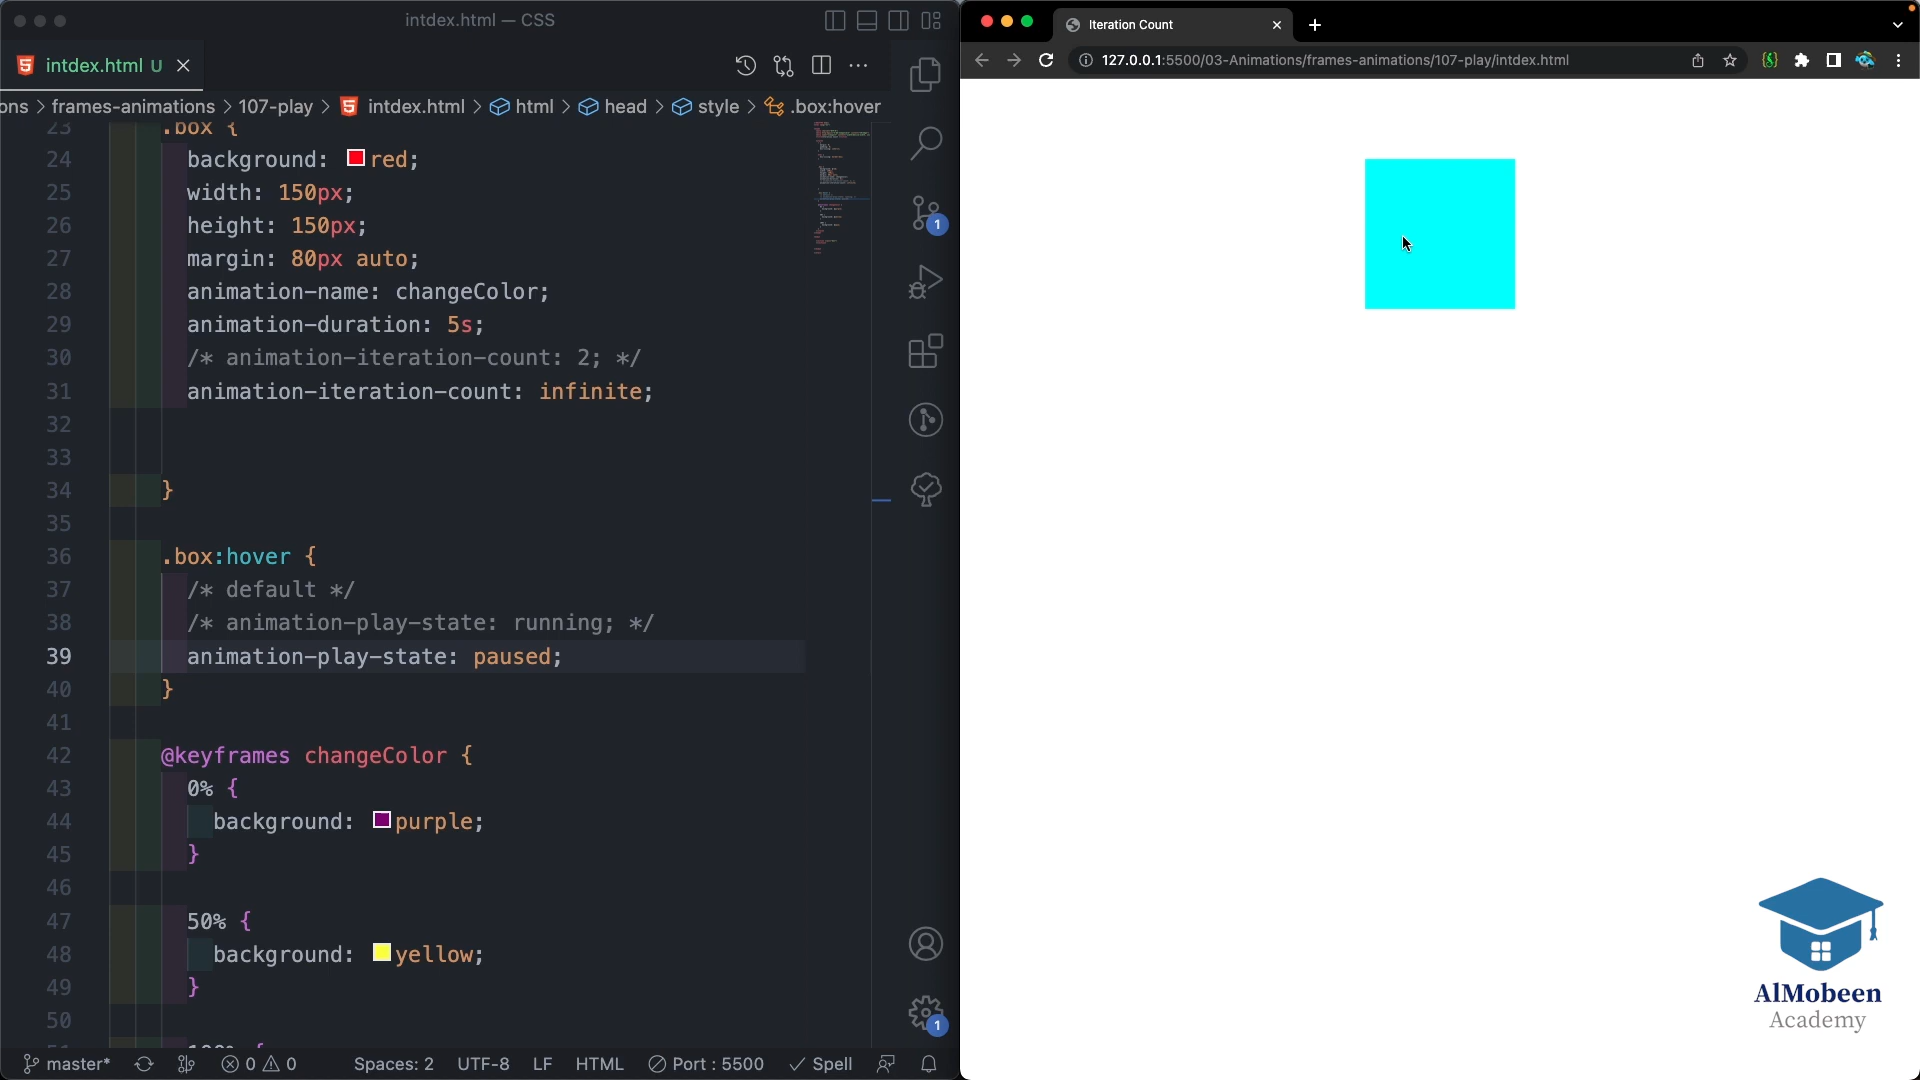 intdex.html — CSS
intdex.html U
ons > frames-animations > 107-play > intdex.html > html > head > style > .box:hover
23 .box {
24 background: red;
25 width: 150px;
26 height: 150px;
27 margin: 80px auto;
28 animation-name: changeColor;
29 animation-duration: 5s;
30 /* animation-iteration-count: 2; */
31 animation-iteration-count: infinite;
32
33
34 }
35
36 .box:hover {
37 /* default */
38 /* animation-play-state: running; */
39 animation-play-state: paused;
40 }
41
42 @keyframes changeColor {
43 0% {
44 background: purple;
45 }
46
47 50% {
48 background: yellow;
49 }
50
1
1
master* 0 0 Spaces: 2 UTF-8 LF HTML Port : 5500 Spell
Iteration Count
127.0.0.1:5500/03-Animations/frames-animations/107-play/intdex.html
AlMobeen
Academy